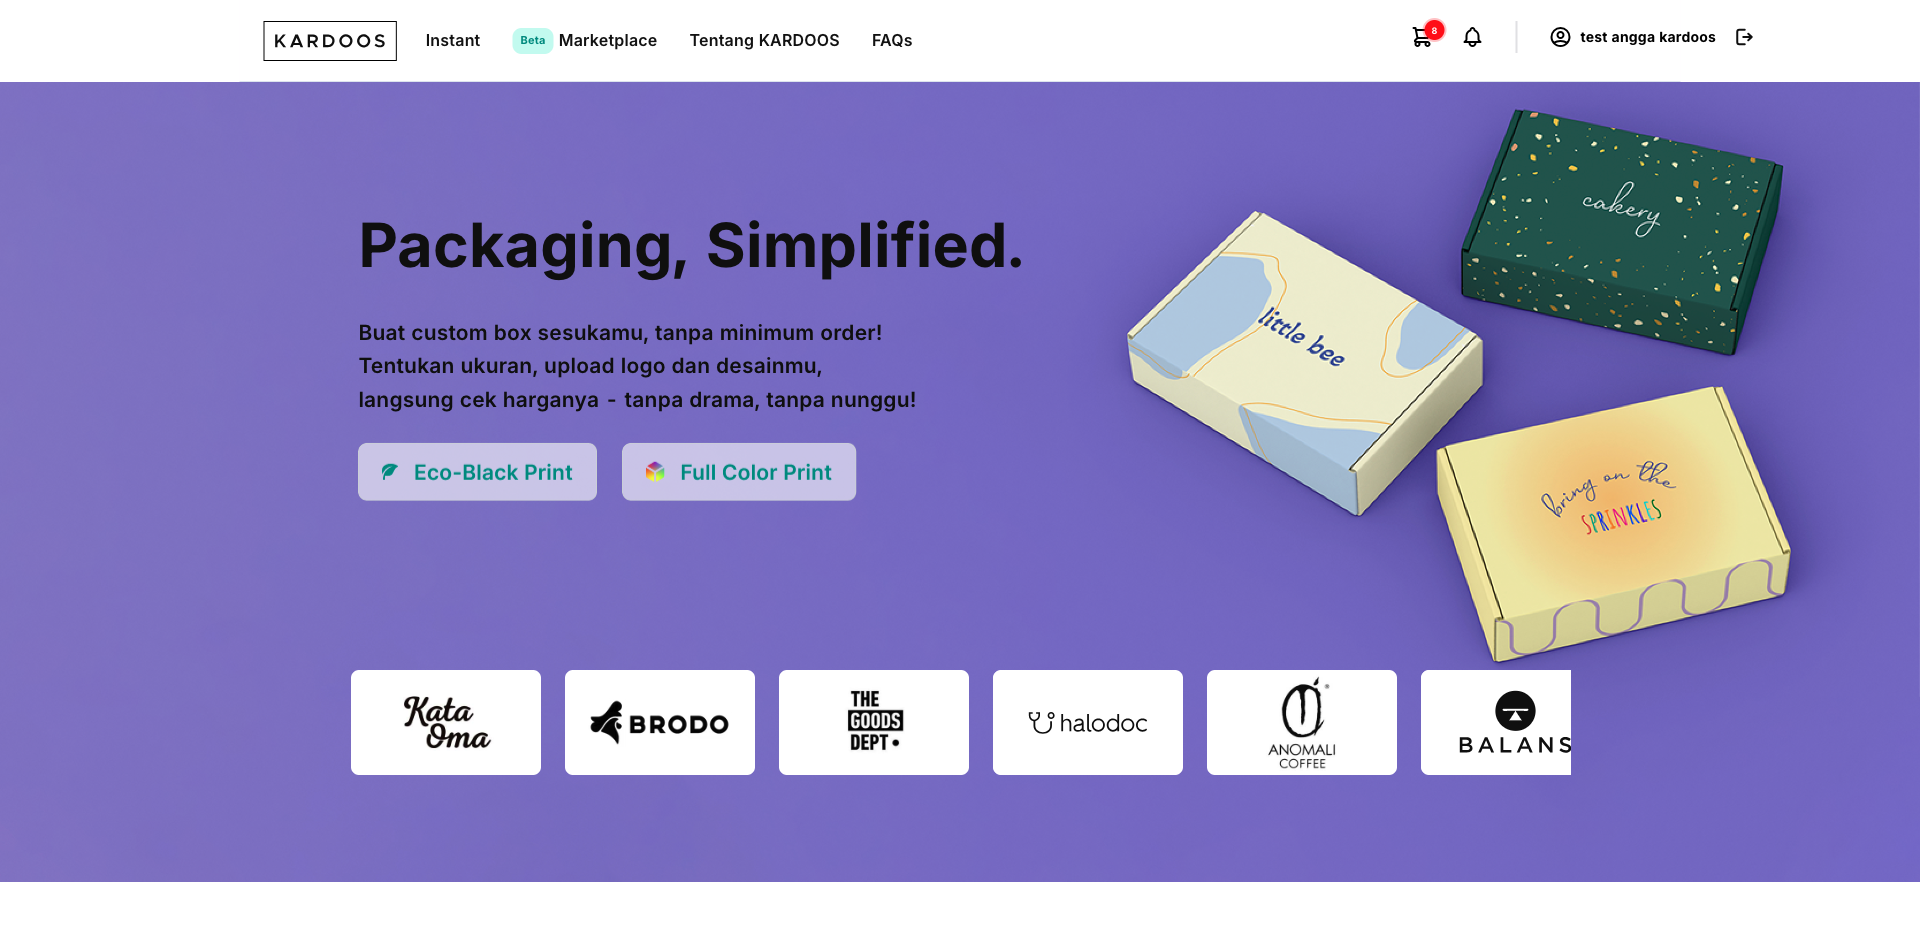 KARDOOS
Instant
Beta Marketplace
Tentang KARDOOS
FAQs
8
test angga kardoos
Packaging, Simplified.
Buat custom box sesukamu, tanpa minimum order!
Tentukan ukuran, upload logo dan desainmu,
langsung cek harganya - tanpa drama, tanpa nunggu!
Eco-Black Print
Full Color Print
cakery
little bee
bring on the
SPRINKLES
Kata
Oma
BRODO
THE
GOODS
DEPT
halodoc
ANOMALI
COFFEE
BALANS